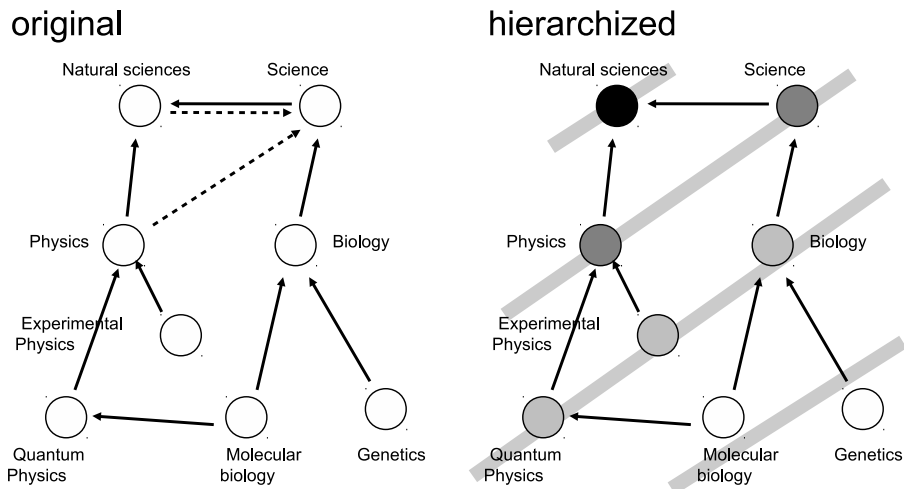 original
hierarchized
Natural sciences
Science
Physics
Biology
Experimental
Physics
Quantum
Physics
Molecular
biology
Genetics
Natural sciences
Science
Physics
Biology
Experimental
Physics
Quantum
Physics
Molecular
biology
Genetics